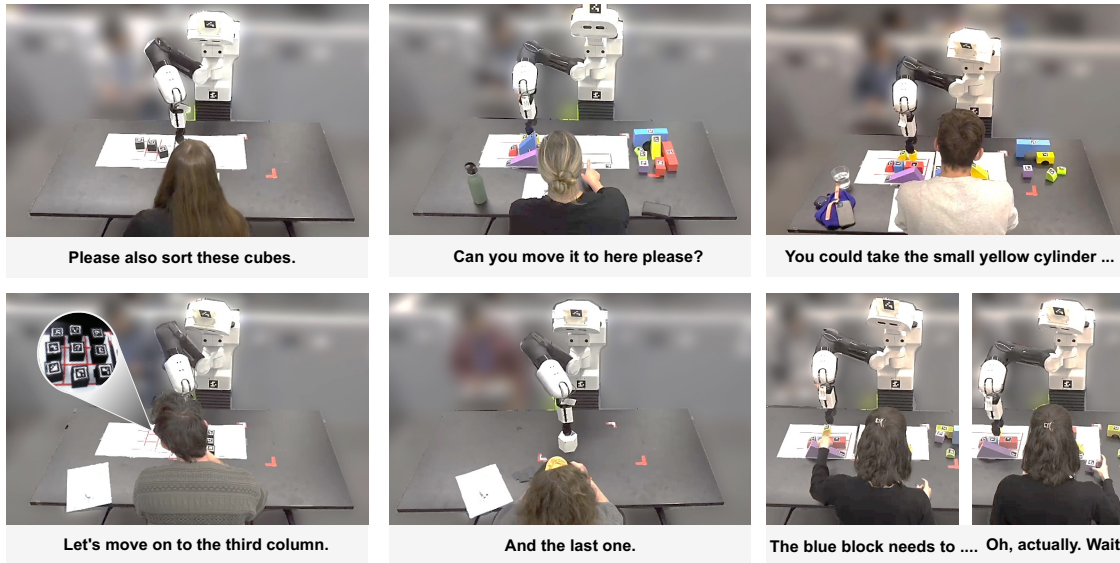 Please also sort these cubes.
Can you move it to here please?
You could take the small yellow cylinder ...
Let's move on to the third column.
And the last one.
The blue block needs to ....
Oh, actually. Wait